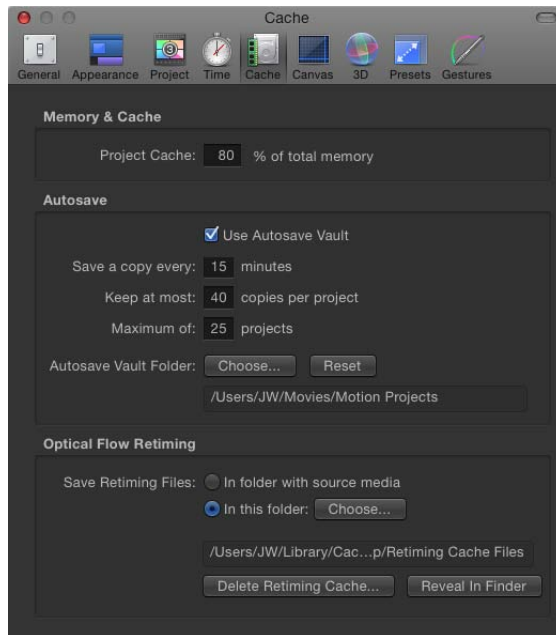 Cache
General Appearance Project Time Cache Canvas 3D Presets Gestures
Memory & Cache
Project Cache: 80 % of total memory
Autosave
Use Autosave Vault
Save a copy every: 15 minutes
Keep at most: 40 copies per project
Maximum of: 25 projects
Autosave Vault Folder: Choose... Reset
/Users/JW/Movies/Motion Projects
Optical Flow Retiming
Save Retiming Files: In folder with source media
In this folder: Choose...
/Users/JW/Library/Cac...p/Retiming Cache Files
Delete Retiming Cache... Reveal In Finder